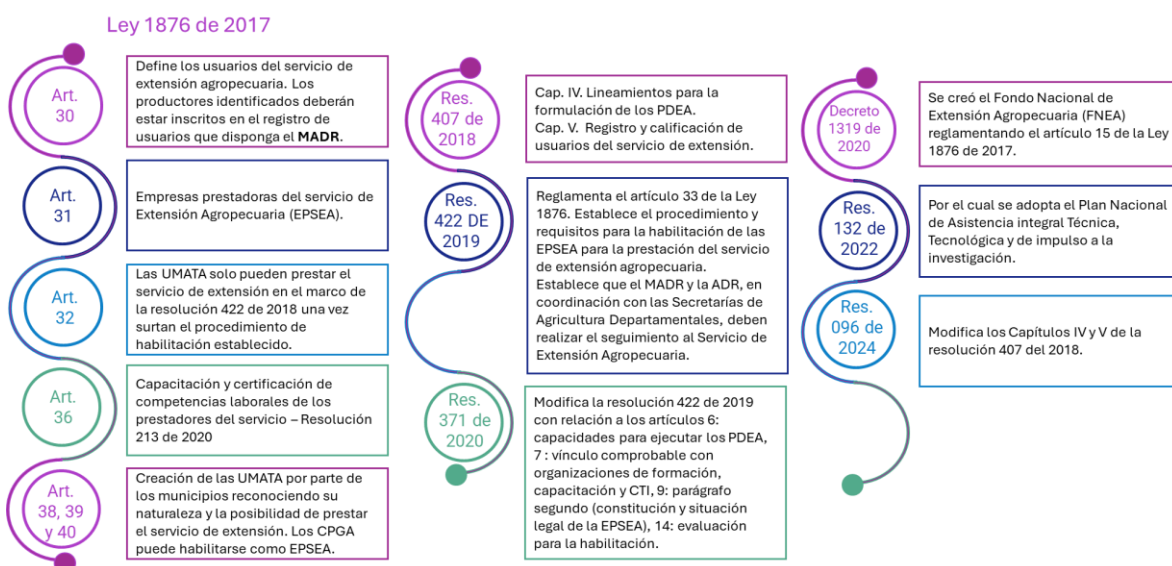 Ley 1876 de 2017
Art.
30
Define los usuarios del servicio de
extensión agropecuaria. Los
productores identificados deberán
estar inscritos en el registro de
usuarios que disponga el MADR.
Art.
31
Empresas prestadoras del servicio de
Extensión Agropecuaria (EPSEA).
Art.
32
Las UMATA solo pueden prestar el
servicio de extensión en el marco de
la resolución 422 de 2018 una vez
surtan el procedimiento de
habilitación establecido.
Art.
36
Capacitación y certificación de
competencias laborales de los
prestadores del servicio – Resolución
213 de 2020
Art.
38, 39
y 40
Creación de las UMATA por parte de
los municipios reconociendo su
naturaleza y la posibilidad de prestar
el servicio de extensión. Los CPGA
puede habilitarse como EPSEA.
Res.
407 de
2018
Cap. IV. Lineamientos para la
formulación de los PDEA.
Cap. V. Registro y calificación de
usuarios del servicio de extensión.
Res.
422 DE
2019
Reglamenta el artículo 33 de la Ley
1876. Establece el procedimiento y
requisitos para la habilitación de las
EPSEA para la prestación del servicio
de extensión agropecuaria.
Establece que el MADR y la ADR, en
coordinación con las Secretarías de
Agricultura Departamentales, deben
realizar el seguimiento al Servicio de
Extensión Agropecuaria.
Res.
371 de
2020
Modifica la resolución 422 de 2019
con relación a los artículos 6:
capacidades para ejecutar los PDEA,
7 : vínculo comprobable con
organizaciones de formación,
capacitación y CTI, 9: parágrafo
segundo (constitución y situación
legal de la EPSEA), 14: evaluación
para la habilitación.
Decreto
1319 de
2020
Se creó el Fondo Nacional de
Extensión Agropecuaria (FNEA)
reglamentando el artículo 15 de la Ley
1876 de 2017.
Res.
132 de
2022
Por el cual se adopta el Plan Nacional
de Asistencia integral Técnica,
Tecnológica y de impulso a la
investigación.
Res.
096 de
2024
Modifica los Capítulos IV y V de la
resolución 407 del 2018.